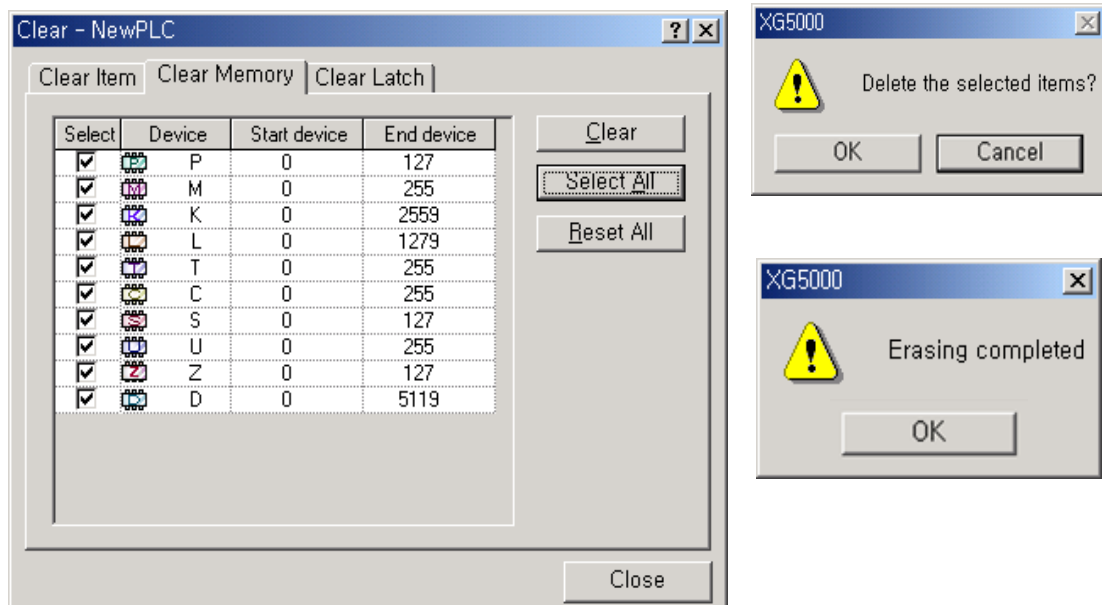 Clear - NewPLC
Clear Item Clear Memory Clear Latch
Select Device Start device End device
P 0 127
M 0 255
K 0 2559
L 0 1279
T 0 255
C 0 255
S 0 127
U 0 255
Z 0 127
D 0 5119
Clear
Select All
Reset All
Close
XG5000
Delete the selected items?
OK Cancel
XG5000
Erasing completed
OK